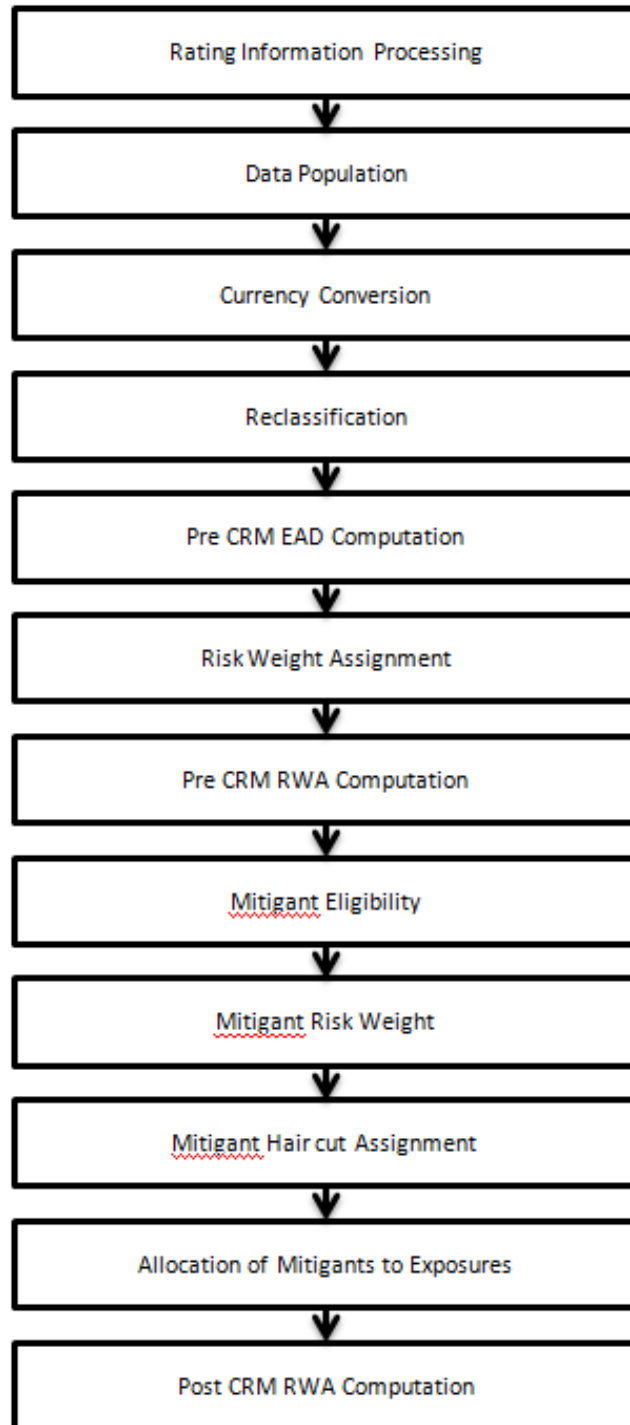 Rating Information Processing
Data Population
Currency Conversion
Reclassification
Pre CRM EAD Computation
Risk Weight Assignment
Pre CRM RWA Computation
Mitigant Eligibility
Mitigant Risk Weight
Mitigant Hair cut Assignment
Allocation of Mitigants to Exposures
Post CRM RWA Computation